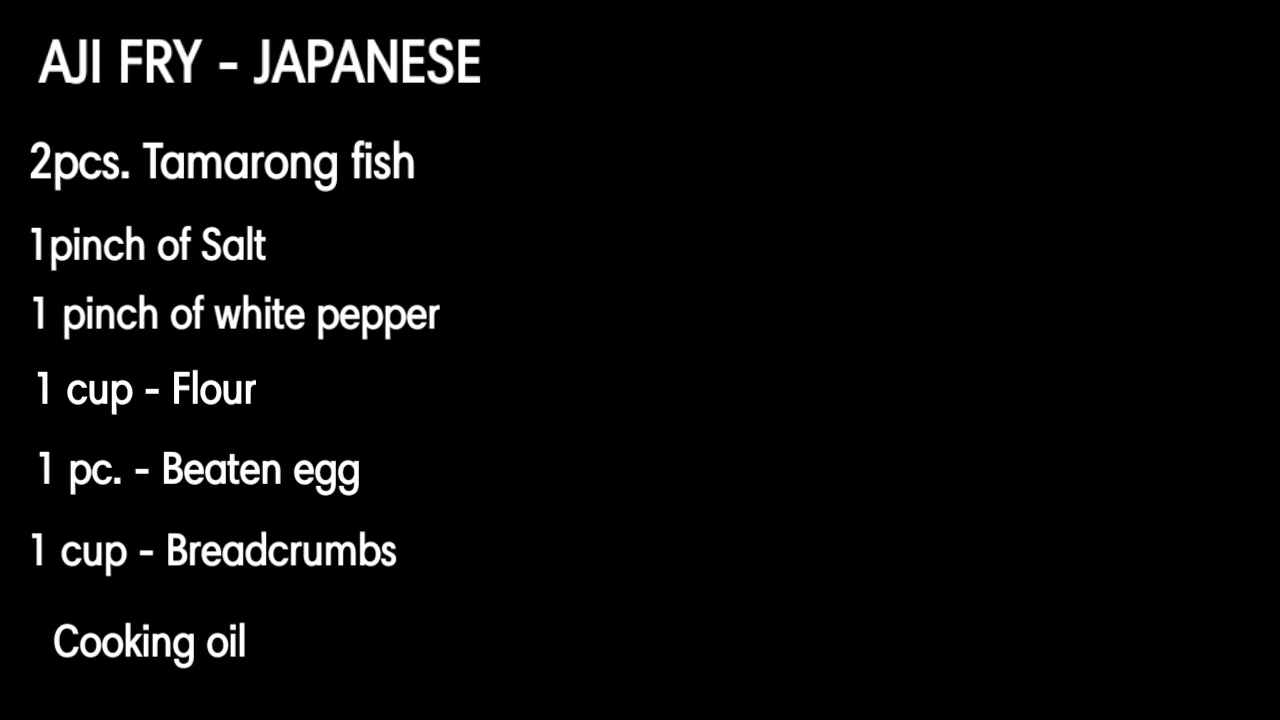 AJI FRY - JAPANESE
2pcs. Tamarong fish
1pinch of Salt
1 pinch of white pepper
1 cup - Flour
1 pc. - Beaten egg
1 cup - Breadcrumbs
Cooking oil